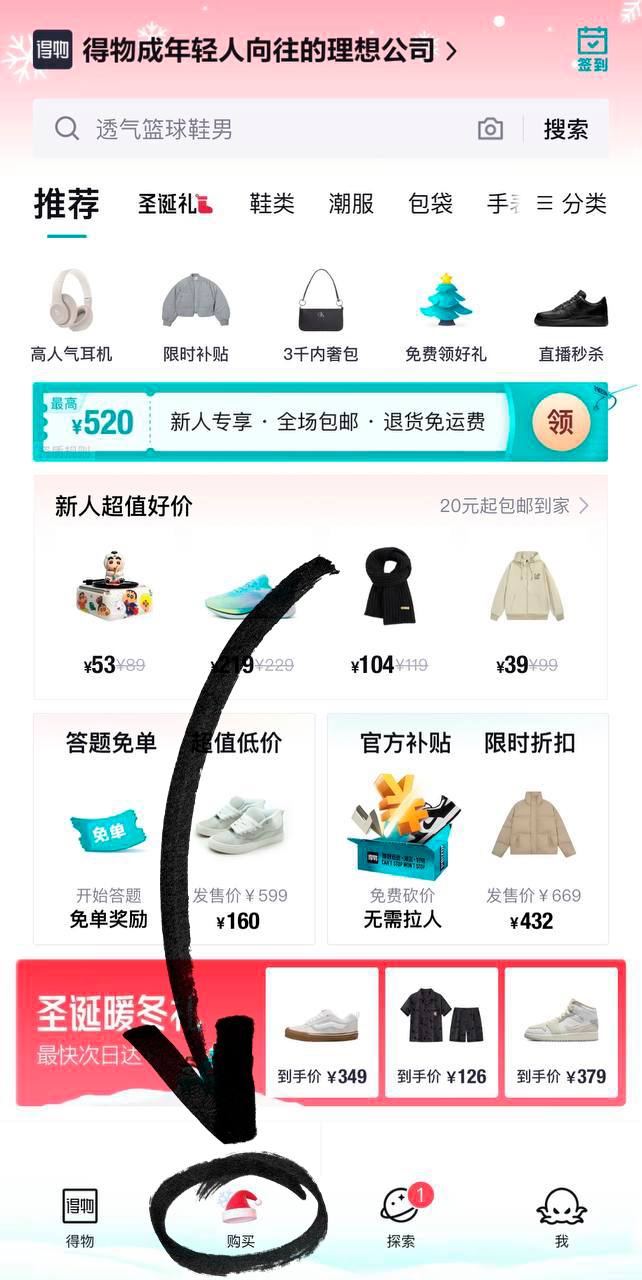 得物 得物成年轻人向往的理想公司
签到
透气篮球鞋男 搜索
推荐 圣诞礼 鞋类 潮服 包袋 手表 分类
高人气耳机 限时补贴 3千内奢包 免费领好礼 直播秒杀
最高
¥520 新人专享 · 全场包邮 · 退货免运费 领
新人超值好价 20元起包邮到家
¥53 ¥89 ¥219 ¥229 ¥104 ¥119 ¥39 ¥99
答题免单 超值低价 官方补贴 限时折扣
免单
得物
CAN'T STOP WON'T STOP
开始答题 发售价 ¥599 免费砍价 发售价 ¥669
免单奖励 ¥160 无需拉人 ¥432
圣诞暖冬礼
最快次日达
到手价 ¥349 到手价 ¥126 到手价 ¥379
得物 1
得物 购买 探索 我